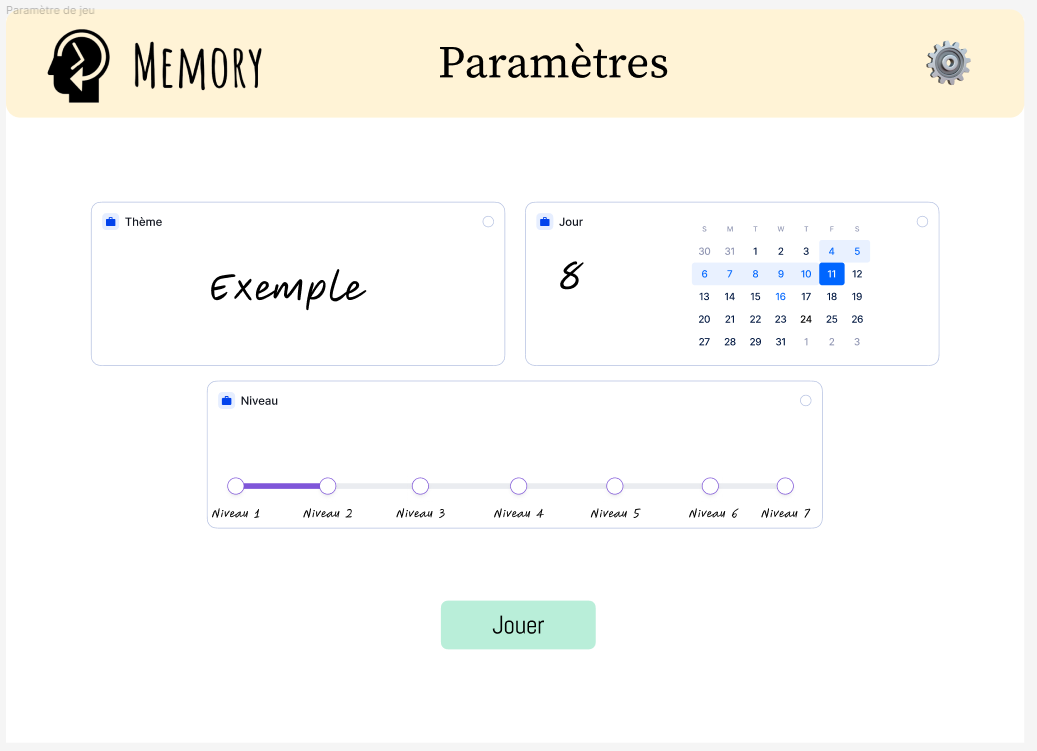 Paramètre de jeu
MEMORY
Paramètres
Thème
Exemple
Jour
8
S M T W T F S
30 31 1 2 3 4 5
6 7 8 9 10 11 12
13 14 15 16 17 18 19
20 21 22 23 24 25 26
27 28 29 31 1 2 3
Niveau
Niveau 1 Niveau 2 Niveau 3 Niveau 4 Niveau 5 Niveau 6 Niveau 7
Jouer